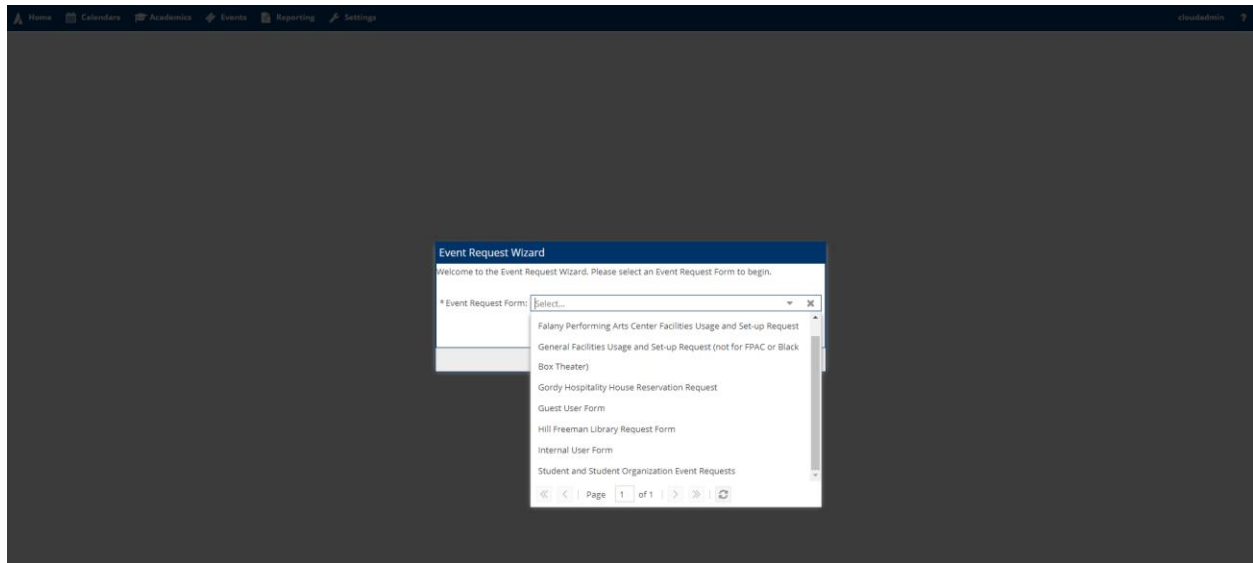 Home Calendars Academics Events Reporting Settings cloudadmin ?
Event Request Wizard
Welcome to the Event Request Wizard. Please select an Event Request Form to begin.
* Event Request Form: Select...
Falany Performing Arts Center Facilities Usage and Set-up Request
General Facilities Usage and Set-up Request (not for FPAC or Black
Box Theater)
Gordy Hospitality House Reservation Request
Guest User Form
Hill Freeman Library Request Form
Internal User Form
Student and Student Organization Event Requests
Page 1 of 1